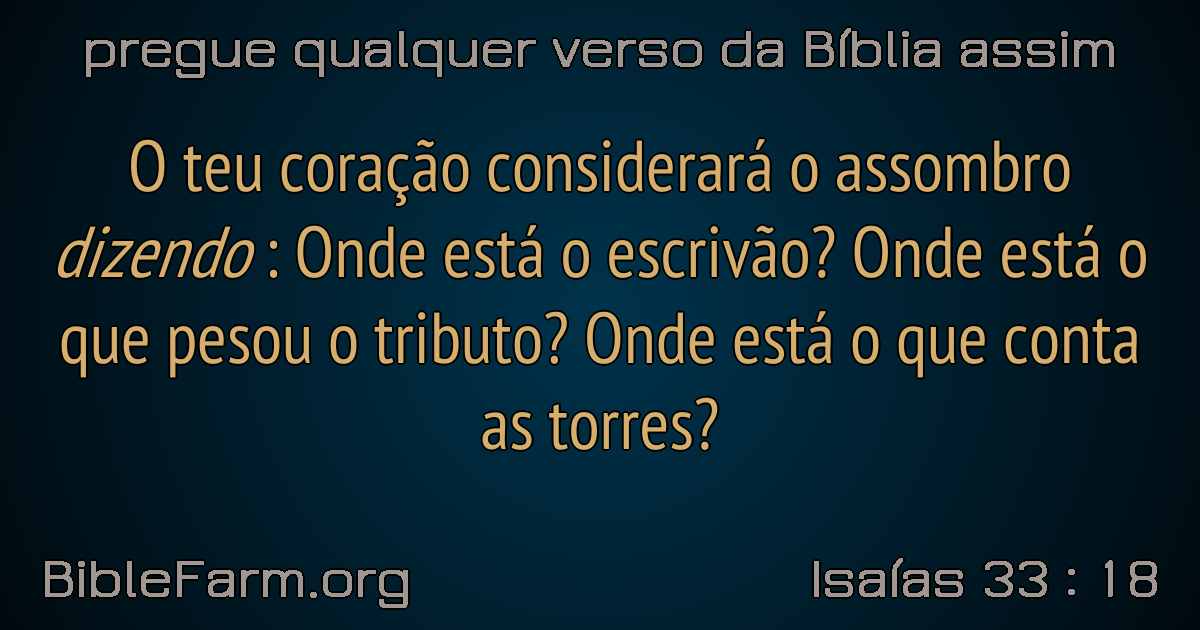 pregue qualquer verso da Bíblia assim
O teu coração considerará o assombro
dizendo : Onde está o escrivão? Onde está o
que pesou o tributo? Onde está o que conta
as torres?
BibleFarm.org
Isaías 33 : 18